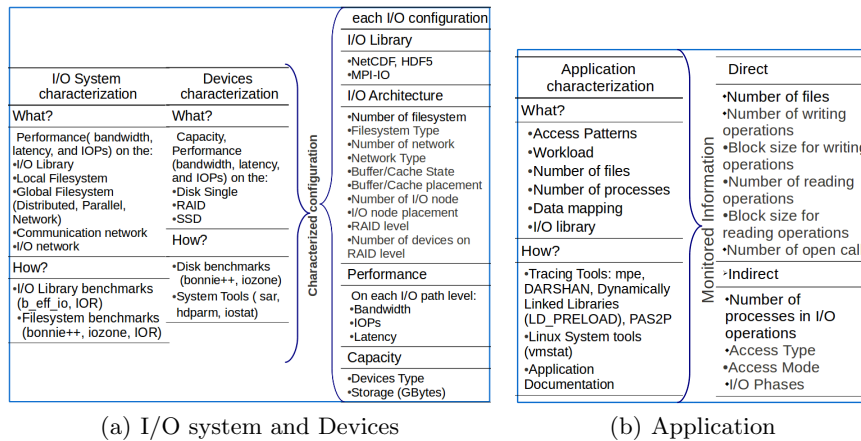 I/O System
characterization
What?
Performance( bandwidth,
latency, and IOPs) on the:
•I/O Library
•Local Filesystem
•Global Filesystem
(Distributed, Parallel,
Network)
•Communication network
•I/O network
How?
•I/O Library benchmarks
(b_eff_io, IOR)
•Filesystem benchmarks
(bonnie++, iozone, IOR)
Devices
characterization
What?
Capacity,
Performance
(bandwidth, latency,
and IOPs) on the:
•Disk Single
•RAID
•SSD
How?
•Disk benchmarks
(bonnie++, iozone)
•System Tools ( sar,
hdparm, iostat)
Characterized configuration
each I/O configuration
I/O Library
•NetCDF, HDF5
•MPI-IO
I/O Architecture
•Number of filesystem
•Filesystem Type
•Number of network
•Network Type
•Buffer/Cache State
•Buffer/Cache placement
•Number of I/O node
•I/O node placement
•RAID level
•Number of devices on
RAID level
Performance
On each I/O path level:
•Bandwidth
•IOPs
•Latency
Capacity
•Devices Type
•Storage (GBytes)
(a) I/O system and Devices
Application
characterization
What?
•Access Patterns
•Workload
•Number of files
•Number of processes
•Data mapping
•I/O library
How?
•Tracing Tools: mpe,
DARSHAN, Dynamically
Linked Libraries
(LD_PRELOAD), PAS2P
•Linux System tools
(vmstat)
•Application
Documentation
Monitored Information
Direct
•Number of files
•Number of writing
operations
•Block size for writing
operations
•Number of reading
operations
•Block size for
reading operations
•Number of open call
Indirect
•Number of
processes in I/O
operations
•Access Type
•Access Mode
•I/O Phases
(b) Application